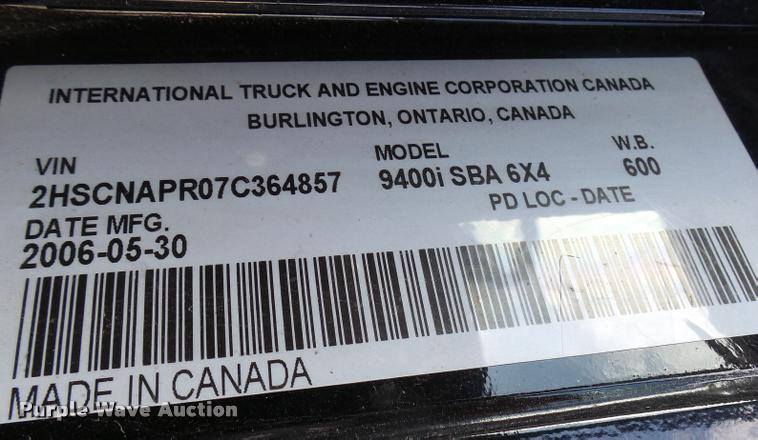 INTERNATIONAL TRUCK AND ENGINE CORPORATION CANADA
BURLINGTON, ONTARIO, CANADA
VIN MODEL W.B.
2HSCNAPR07C364857 9400i SBA 6X4 600
DATE MFG. PD LOC - DATE
2006-05-30
MADE IN CANADA
Purple Wave Auction